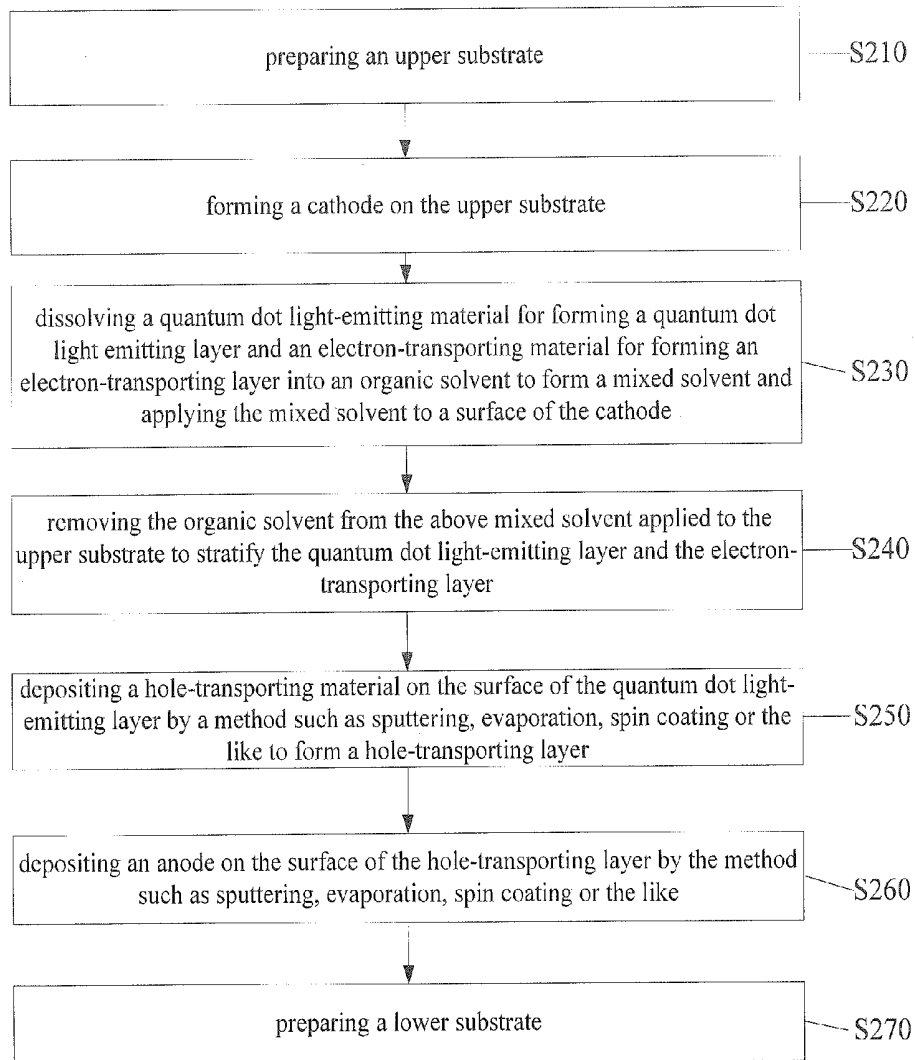 preparing an upper substrate
S210
forming a cathode on the upper substrate
S220
dissolving a quantum dot light-emitting material for forming a quantum dot
light emitting layer and an electron-transporting material for forming an
electron-transporting layer into an organic solvent to form a mixed solvent and
applying the mixed solvent to a surface of the cathode
S230
removing the organic solvent from the above mixed solvent applied to the
upper substrate to stratify the quantum dot light-emitting layer and the electron-
transporting layer
S240
depositing a hole-transporting material on the surface of the quantum dot light-
emitting layer by a method such as sputtering, evaporation, spin coating or the
like to form a hole-transporting layer
S250
depositing an anode on the surface of the hole-transporting layer by the method
such as sputtering, evaporation, spin coating or the like
S260
preparing a lower substrate
S270